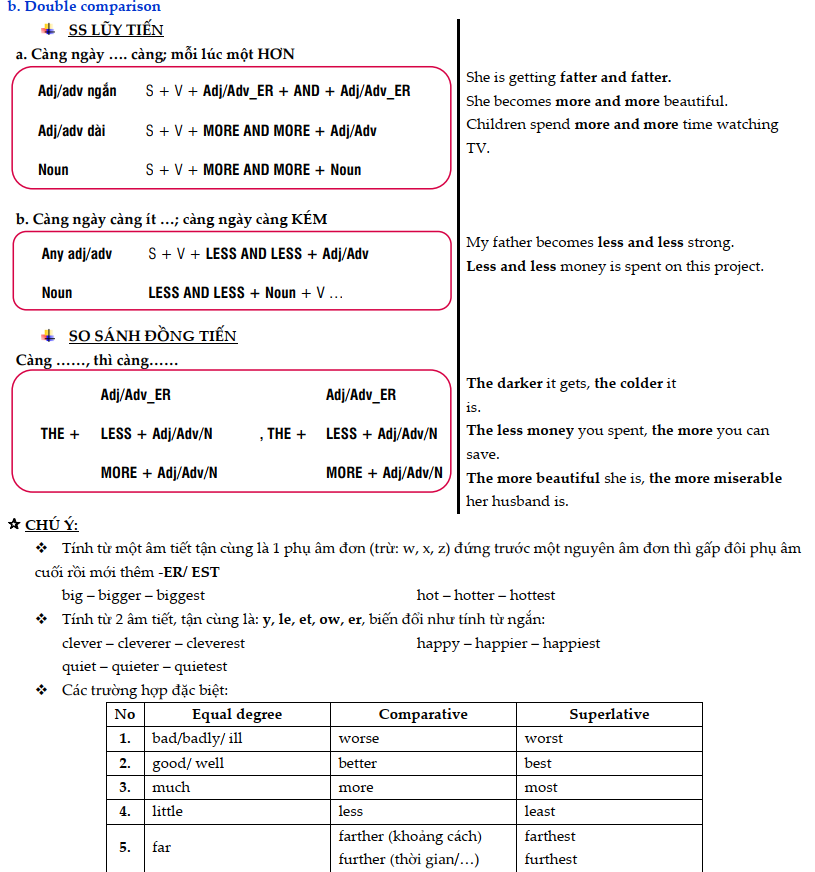 b. Double comparison
SS LŨY TIẾN
a. Càng ngày …. càng; mỗi lúc một HƠN
Adj/adv ngắn S + V + Adj/Adv_ER + AND + Adj/Adv_ER
Adj/adv dài S + V + MORE AND MORE + Adj/Adv
Noun S + V + MORE AND MORE + Noun
She is getting fatter and fatter.
She becomes more and more beautiful.
Children spend more and more time watching
TV.
b. Càng ngày càng ít …; càng ngày càng KÉM
Any adj/adv S + V + LESS AND LESS + Adj/Adv
Noun LESS AND LESS + Noun + V …
My father becomes less and less strong.
Less and less money is spent on this project.
SO SÁNH ĐỒNG TIẾN
Càng ……, thì càng……
Adj/Adv_ER Adj/Adv_ER
THE + LESS + Adj/Adv/N , THE + LESS + Adj/Adv/N
MORE + Adj/Adv/N MORE + Adj/Adv/N
The darker it gets, the colder it
is.
The less money you spent, the more you can
save.
The more beautiful she is, the more miserable
her husband is.
CHÚ Ý:
Tính từ một âm tiết tận cùng là 1 phụ âm đơn (trừ: w, x, z) đứng trước một nguyên âm đơn thì gấp đôi phụ âm
cuối rồi mới thêm -ER/ EST
big – bigger – biggest hot – hotter – hottest
Tính từ 2 âm tiết, tận cùng là: y, le, et, ow, er, biến đổi như tính từ ngắn:
clever – cleverer – cleverest happy – happier – happiest
quiet – quieter – quietest
Các trường hợp đặc biệt:
No Equal degree Comparative Superlative
1. bad/badly/ ill worse worst
2. good/ well better best
3. much more most
4. little less least
5. far farther (khoảng cách) farthest
further (thời gian/…) furthest